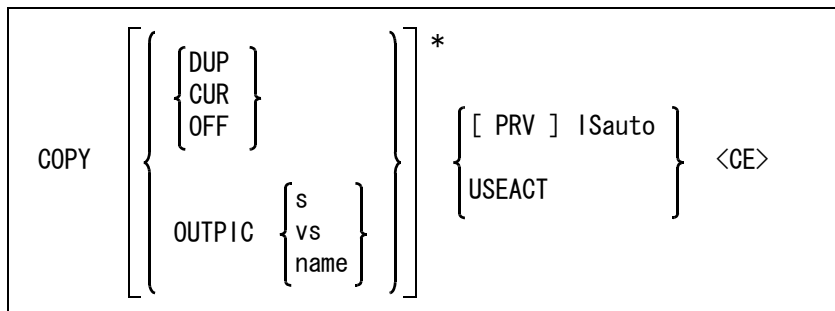 *
DUP
CUR
OFF
[ PRV ] ISauto
COPY <CE>
USEACT
s
OUTPIC vs
name